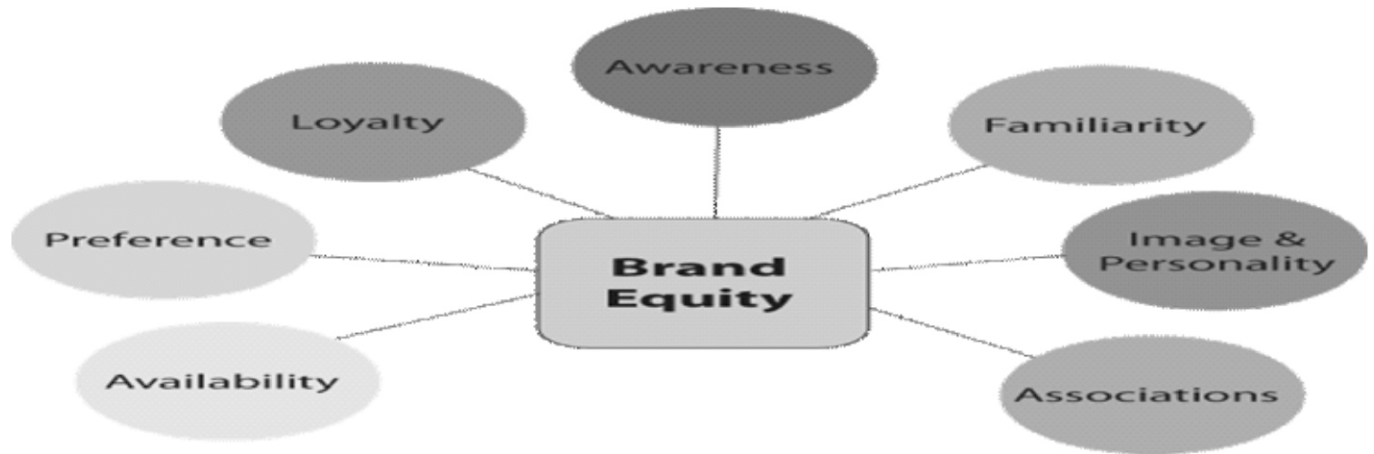 Awareness
Loyalty
Familiarity
Preference
Image &
Personality
Brand
Equity
Availability
Associations